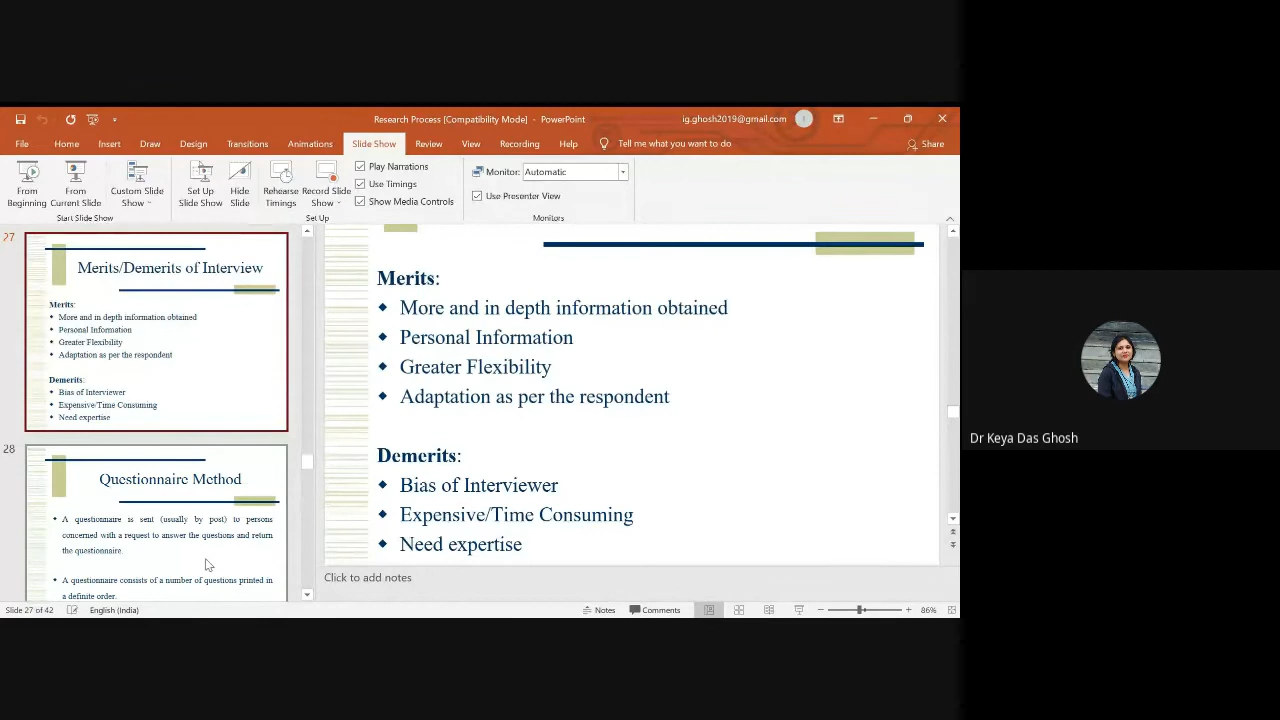 Research Process [Compatibility Mode] - PowerPoint
ig.ghosh2019@gmail.com
File Home Insert Draw Design Transitions Animations Slide Show Review View Recording Help Tell me what you want to do Share
From Beginning
From Current Slide
Custom Slide Show
Start Slide Show
Set Up Slide Show
Hide Slide
Rehearse Timings
Record Slide Show
Play Narrations
Use Timings
Show Media Controls
Set Up
Monitor: Automatic
Use Presenter View
Monitors
27
Merits/Demerits of Interview
Merits:
More and in depth information obtained
Personal Information
Greater Flexibility
Adaptation as per the respondent
Demerits:
Bias of Interviewer
Expensive/Time Consuming
Need expertise
28
Questionnaire Method
A questionnaire is sent (usually by post) to persons
concerned with a request to answer the questions and return
the questionnaire.
A questionnaire consists of a number of questions printed in
a definite order.
Merits:
More and in depth information obtained
Personal Information
Greater Flexibility
Adaptation as per the respondent
Demerits:
Bias of Interviewer
Expensive/Time Consuming
Need expertise
Click to add notes
Slide 27 of 42 English (India) Notes Comments 86%
Dr Keya Das Ghosh